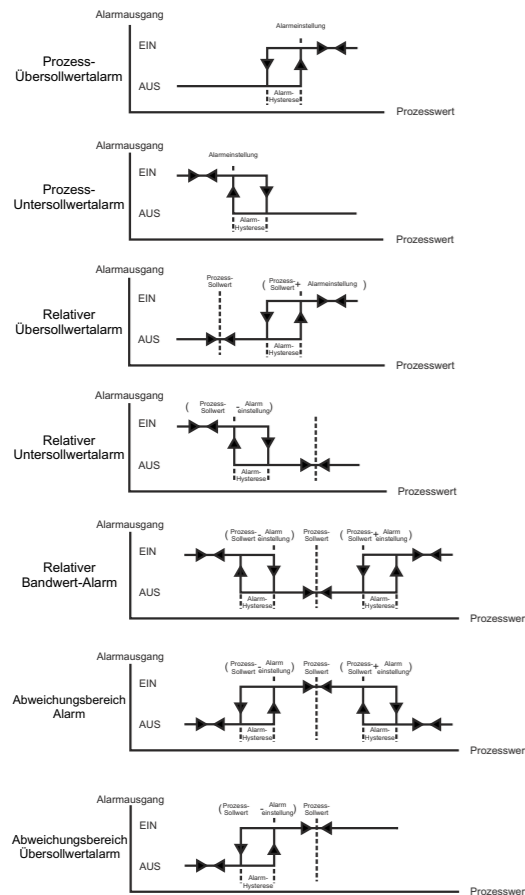 Alarmausgang
Alarmeinstellung
EIN
Prozess-
Übersollwertalarm
AUS
Alarm-
Hysterese
Prozesswert
Alarmausgang
Alarmeinstellung
EIN
Prozess-
Untersollwertalarm
AUS
Alarm-
Hysterese
Prozesswert
Alarmausgang
Prozess-
Sollwert
( Prozess-
Sollwert + Alarmeinstellung )
EIN
Relativer
Übersollwertalarm
AUS
Alarm-
Hysterese
Prozesswert
Alarmausgang
( Prozess-
Sollwert - Alarm
einstellung )
EIN
Relativer
Untersollwertalarm
AUS
Alarm-
Hysterese
Prozesswert
Alarmausgang
( Prozess-
Sollwert - Alarm
einstellung )
Prozess-
Sollwert
( Prozess-
Sollwert + Alarm
einstellung )
EIN
Relativer
Bandwert-Alarm
AUS
Alarm-
Hysterese
Alarm-
Hysterese
Prozesswer
Alarmausgang
( Prozess-
Sollwert - Alarm
einstellung )
Prozess-
Sollwert
( Prozess-
Sollwert + Alarm
einstellung )
EIN
Abweichungsbereich
Alarm
AUS
Alarm-
Hysterese
Alarm-
Hysterese
Prozesswer
Alarmausgang
( Prozess-
Sollwert - Alarm
einstellung )
Prozess-
Sollwert
EIN
Abweichungsbereich
Übersollwertalarm
AUS
Alarm-
Hysterese
Prozesswer